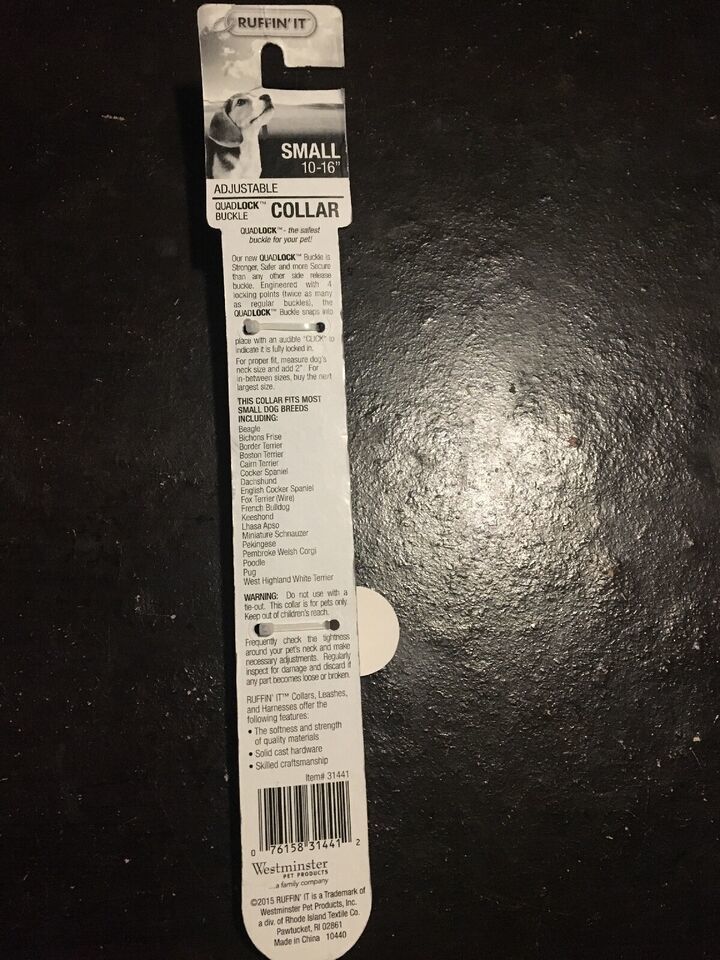 RUFFIN' IT
SMALL
10-16"
ADJUSTABLE
QUADLOCK™
BUCKLE
COLLAR
QUADLOCK™- the safest
buckle for your pet!
Our new QUADLOCK™ Buckle is
Stronger, Safer and more Secure
than any other side release
buckle. Engineered with 4
locking points (twice as many
as regular buckles), the
QUADLOCK™ Buckle snaps into
place with an audible "CLICK" to
indicate it is fully locked in.
For proper fit, measure dog's
neck size and add 2". For
in-between sizes, buy the next
largest size.
THIS COLLAR FITS MOST
SMALL DOG BREEDS
INCLUDING:
Beagle
Bichons Frise
Border Terrier
Boston Terrier
Cairn Terrier
Cocker Spaniel
Dachshund
English Cocker Spaniel
Fox Terrier (Wire)
French Bulldog
Keeshond
Lhasa Apso
Miniature Schnauzer
Pekingese
Pembroke Welsh Corgi
Poodle
Pug
West Highland White Terrier
WARNING: Do not use with a
tie-out. This collar is for pets only.
Keep out of children's reach.
Frequently check the tightness
around your pet's neck and make
necessary adjustments. Regularly
inspect for damage and discard if
any part becomes loose or broken.
RUFFIN' IT™ Collars, Leashes,
and Harnesses offer the
following features:
• The softness and strength
of quality materials
• Solid cast hardware
• Skilled craftsmanship
Item# 31441
0 76158 31441 2
Westminster
PET PRODUCTS
...a family company
©2015 RUFFIN' IT is a Trademark of
Westminster Pet Products, Inc.
a div. of Rhode Island Textile Co.
Pawtucket, RI 02861
Made in China 10440